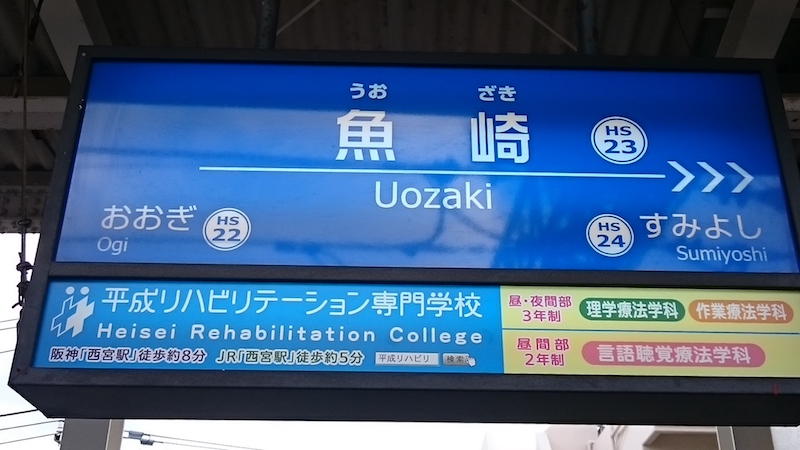 うお ざき
魚 崎
HS
23
Uozaki
おおぎ
Ogi
HS
22
HS
24
すみよし
Sumiyoshi
平成リハビリテーション専門学校
Heisei Rehabilitation College
阪神「西宮駅」徒歩約8分 JR「西宮駅」徒歩約5分 平成リハビリ 検索
昼・夜間部
3年制
理学療法学科 作業療法学科
昼間部
2年制
言語聴覚療法学科